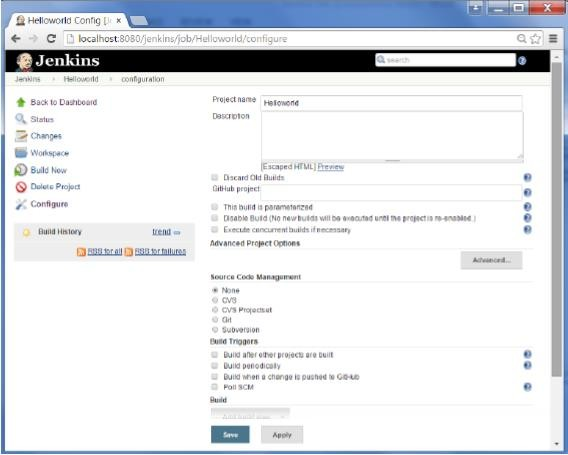 Helloworld Config [Je
localhost:8080/jenkins/job/Helloworld/configure
Jenkins
search
Jenkins Helloworld configuration
Back to Dashboard
Status
Changes
Workspace
Build Now
Delete Project
Configure
Build History trend
RSS for all RSS for failures
Project name Helloworld
Description
[Escaped HTML] Preview
Discard Old Builds
GitHub project
This build is parameterized
Disable Build (No new builds will be executed until the project is re-enabled.)
Execute concurrent builds if necessary
Advanced Project Options
Advanced...
Source Code Management
None
CVS
CVS Projectset
Git
Subversion
Build Triggers
Build after other projects are built
Build periodically
Build when a change is pushed to GitHub
Poll SCM
Build
Add build step
Save Apply